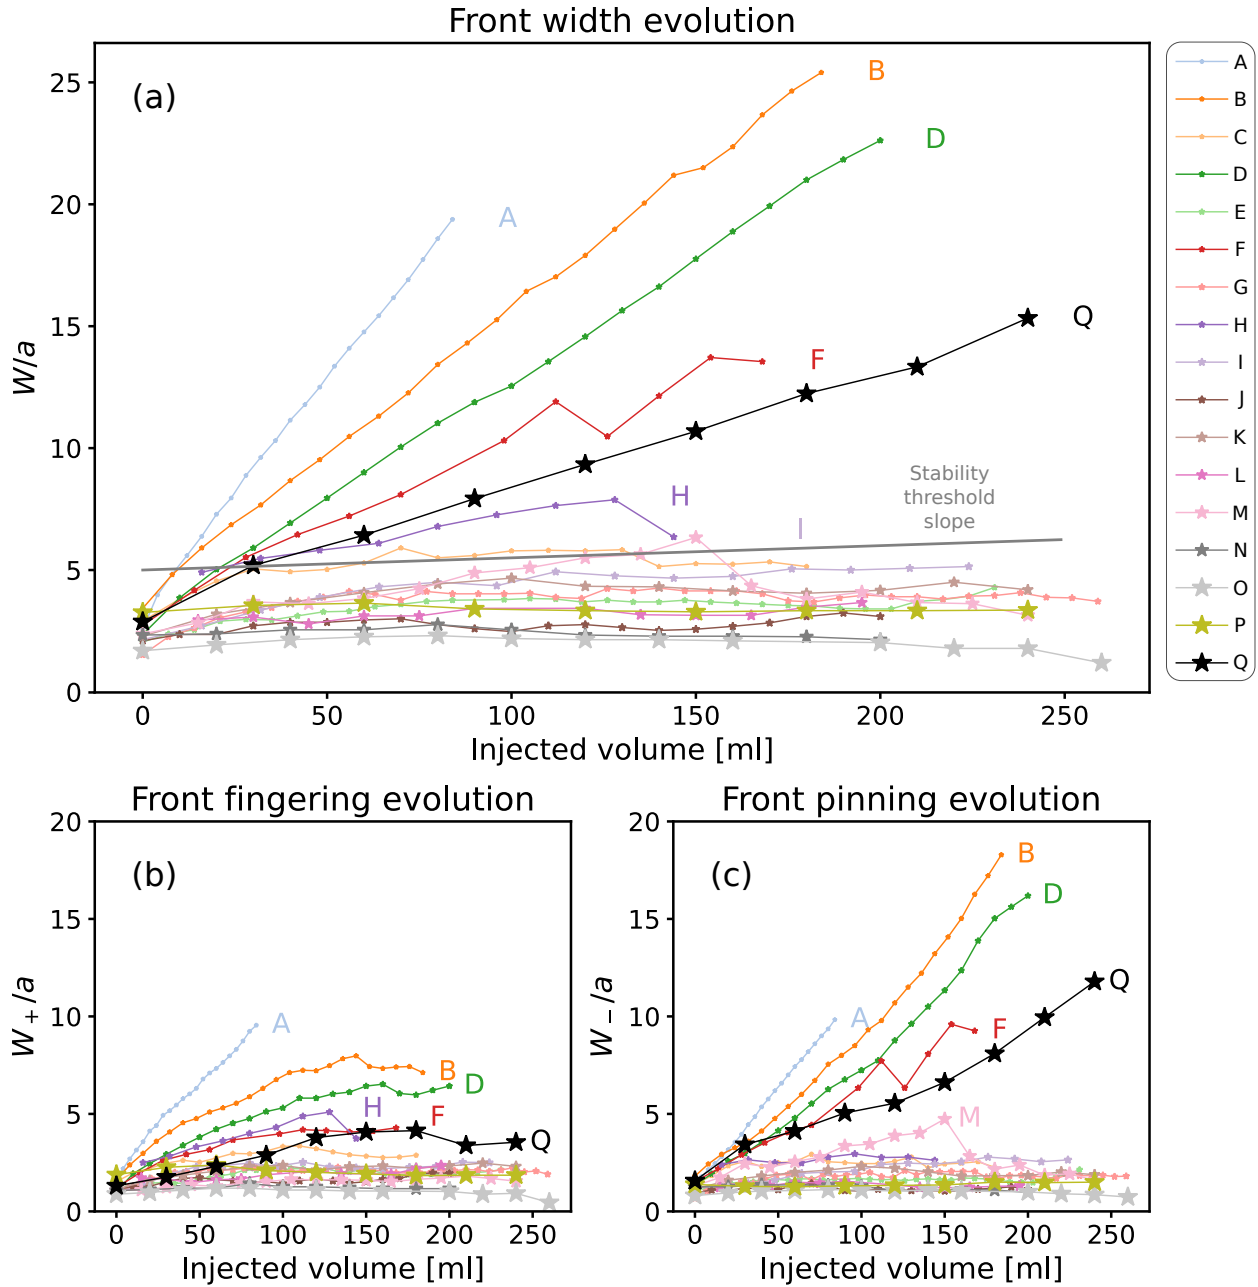 Front width evolution
(a)
25
20
15
10
5
0
W/a
A
B
D
Q
F
H
I
Stability
threshold
slope
0 50 100 150 200 250
Injected volume [ml]
A
B
C
D
E
F
G
H
I
J
K
L
M
N
O
P
Q
Front fingering evolution
(b)
20
15
10
5
0
W+/a
A
B
D
H
F
Q
0 50 100 150 200 250
Injected volume [ml]
Front pinning evolution
(c)
20
15
10
5
0
W−/a
B
D
A
Q
F
M
0 50 100 150 200 250
Injected volume [ml]